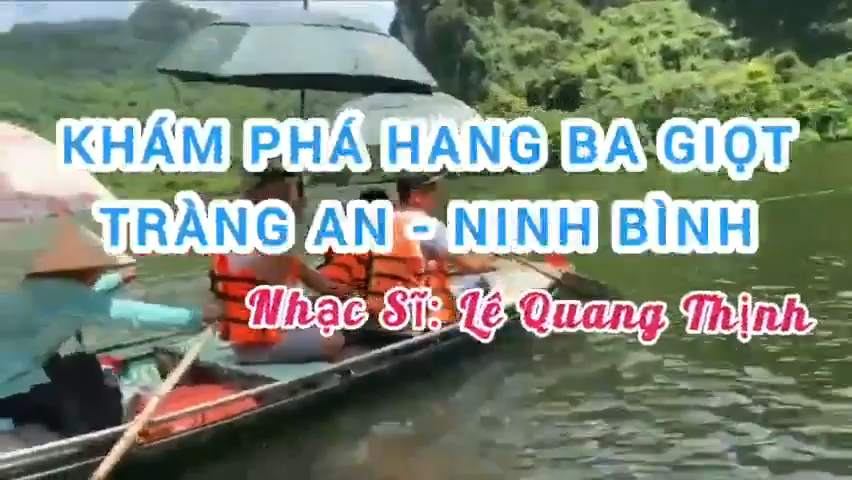 KHÁM PHÁ HANG BA GIỌT
TRÀNG AN - NINH BÌNH
Nhạc Sĩ: Lê Quang Thịnh